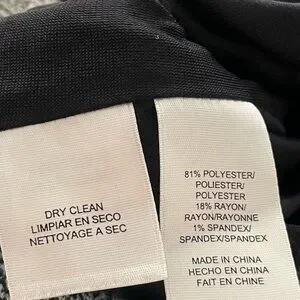 DRY CLEAN
LIMPIAR EN SECO
NETTOYAGE A SEC
81% POLYESTER/
POLIESTER/
POLYESTER
18% RAYON/
RAYON/RAYONNE
1% SPANDEX/
SPANDEX/SPANDEX
MADE IN CHINA
HECHO EN CHINA
FAIT EN CHINE